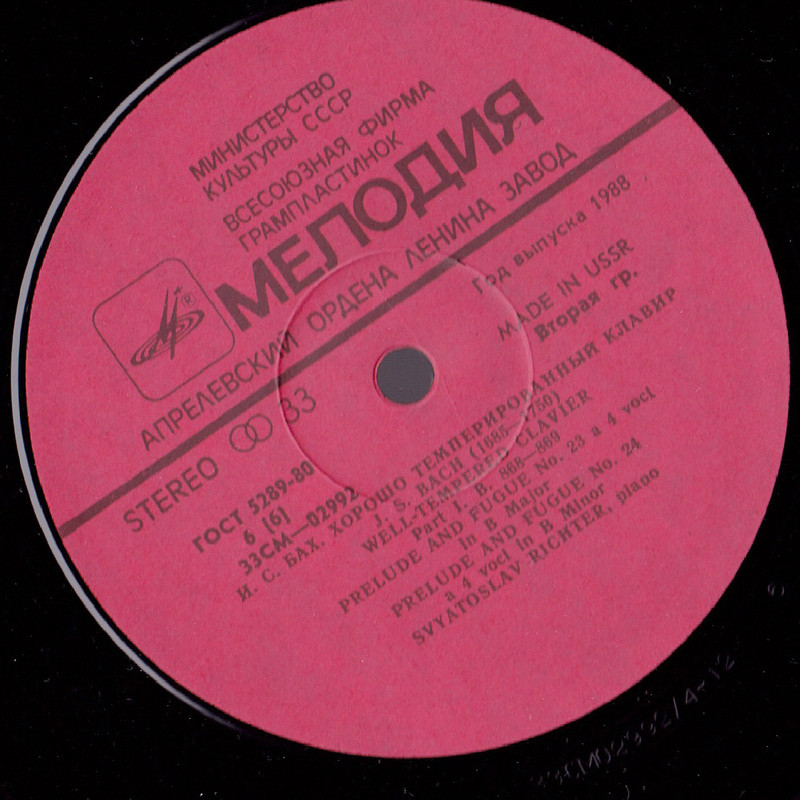 МИНИСТЕРСТВО
КУЛЬТУРЫ СССР
ВСЕСОЮЗНАЯ ФИРМА
ГРАМПЛАСТИНОК
МЕЛОДИЯ
®
АПРЕЛЕВСКИЙ ОРДЕНА ЛЕНИНА ЗАВОД
STEREO 33
Год выпуска 1988
MADE IN USSR
Вторая гр.
ГОСТ 5289-80
6 [6]
33СМ—02992
И. С. БАХ. ХОРОШО ТЕМПЕРИРОВАННЫЙ КЛАВИР
J. S. BACH (1685—1750)
WELL-TEMPERED CLAVIER
Part I, B. 868—869
PRELUDE AND FUGUE No. 23 a 4 voci
in B Major
PRELUDE AND FUGUE No. 24
a 4 voci in B Minor
SVYATOSLAV RICHTER, piano